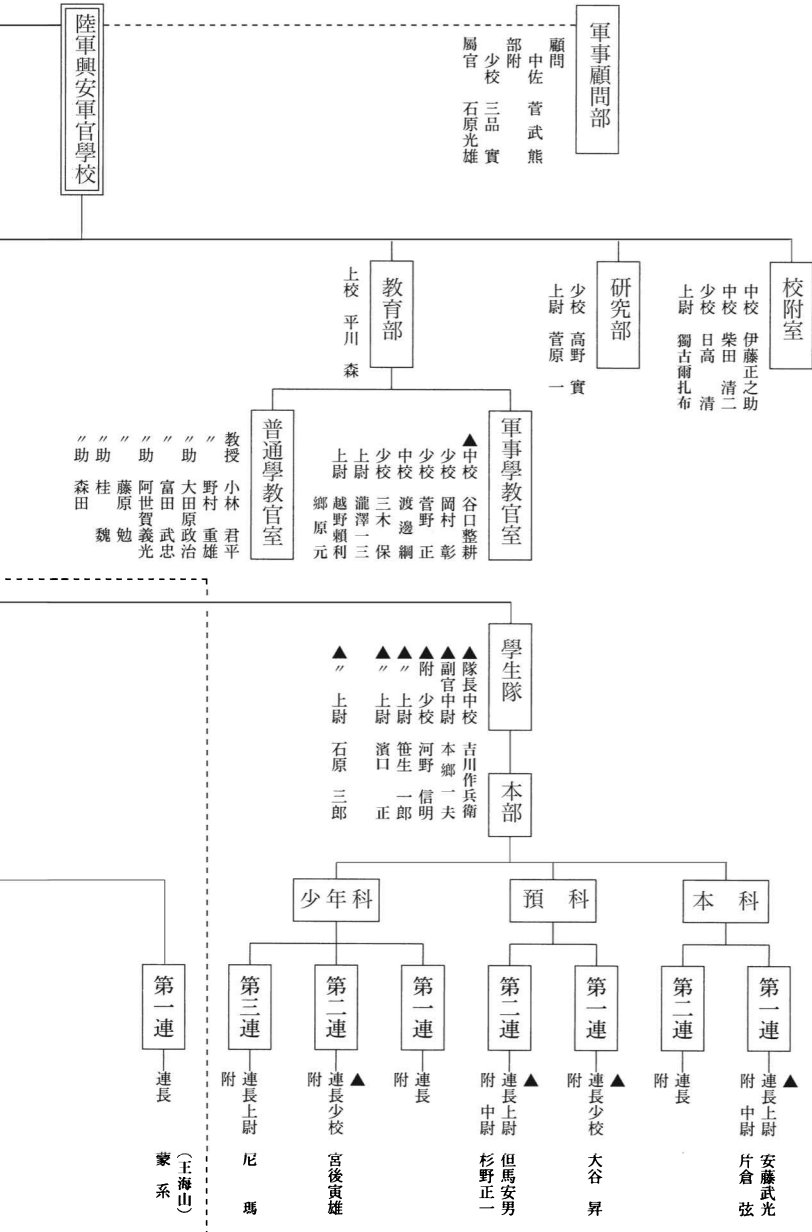 軍事顧問部
顧問
中佐 菅武熊
部附
少校 三品實
屬官 石原光雄
陸軍興安軍官學校
校附室
中校 伊藤正之助
中校 柴田清二
少校 日高清
上尉 獨古爾扎布
研究部
少校 高野實
上尉 菅原一
教育部
上校 平川森
軍事學教官室
▲中校 谷口整耕
少校 岡村彰
少校 菅野正
中校 渡邊綱
少校 三木保
上尉 瀧澤一三
上尉 越野頼利
鄉原元
普通學教官室
教授 小林君平
〃 野村重雄
〃助 大田原政治
〃 富田武忠
〃助 阿世賀義光
〃 藤原勉
〃助 桂魏
〃助 森田
學生隊
本部
▲隊長中校 吉川作兵衛
▲副官中尉 本鄉一夫
▲附 少校 河野信明
▲〃 上尉 笹生一郎
▲〃 上尉 濱口正
▲〃 上尉 石原三郎
本科
第一連
▲
連長上尉 安藤武光
附 中尉 片倉弦
第二連
連長
附
預科
第一連
▲
連長少校 大谷昇
附
第二連
▲
連長上尉 但馬安男
附 中尉 杉野正一
少年科
第一連
連長
附
第二連
▲
連長少校 宮後寅雄
附
第三連
連長上尉 尼瑪
附
第一連
連長
(王海山)
蒙系